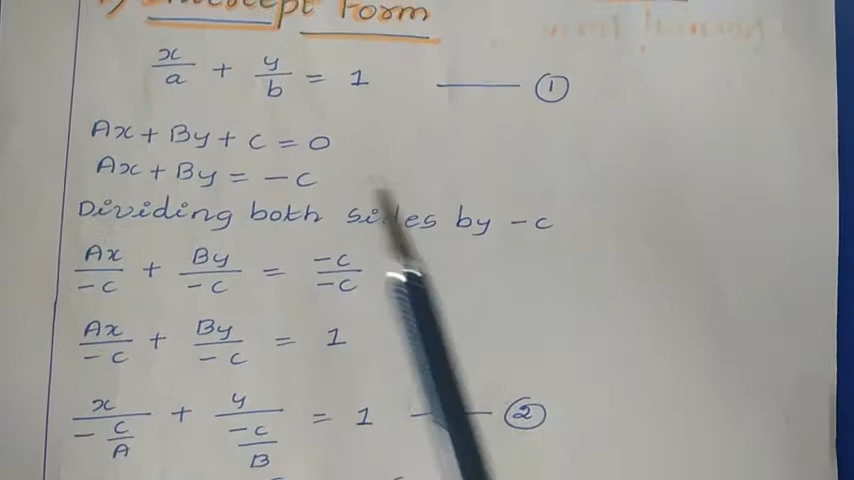 Intercept Form
x/a + y/b = 1 ——— ①
Ax + By + C = 0
Ax + By = -C
Dividing both sides by -C
Ax/-C + By/-C = -C/-C
Ax/-C + By/-C = 1
x/-C/A + y/-C/B = 1 ——— ②